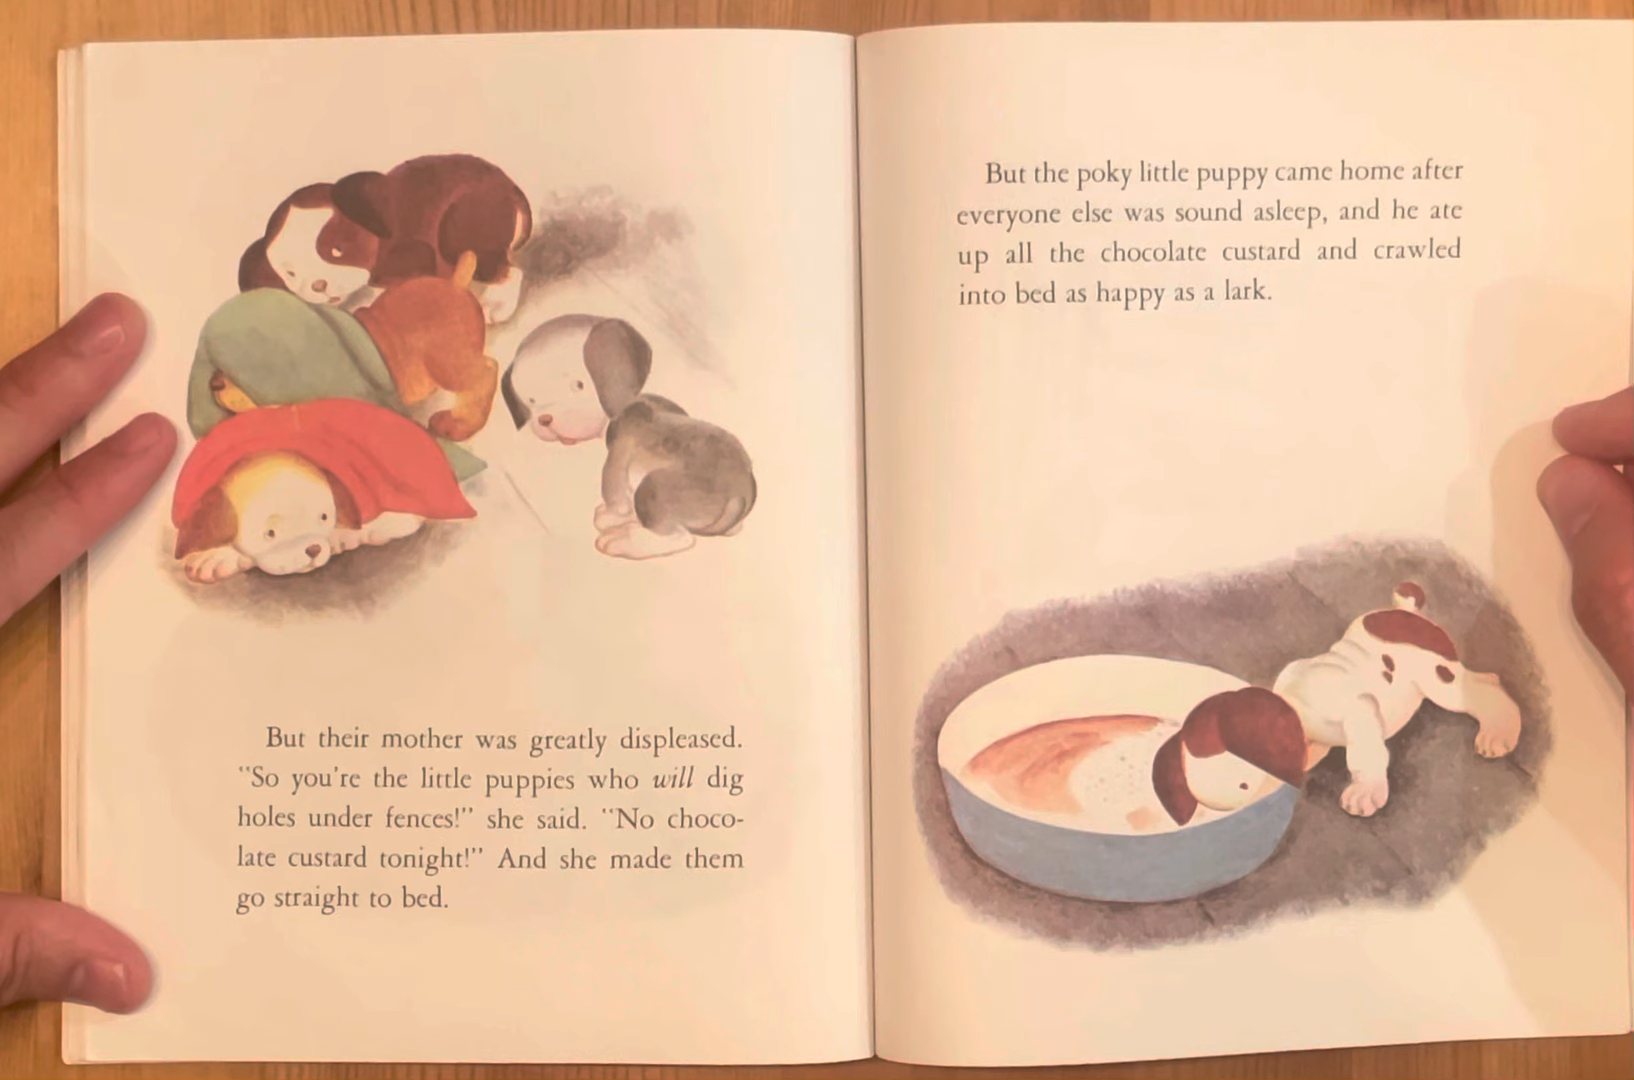 But their mother was greatly displeased.
"So you're the little puppies who will dig
holes under fences!" she said. "No choco-
late custard tonight!" And she made them
go straight to bed.
But the poky little puppy came home after
everyone else was sound asleep, and he ate
up all the chocolate custard and crawled
into bed as happy as a lark.